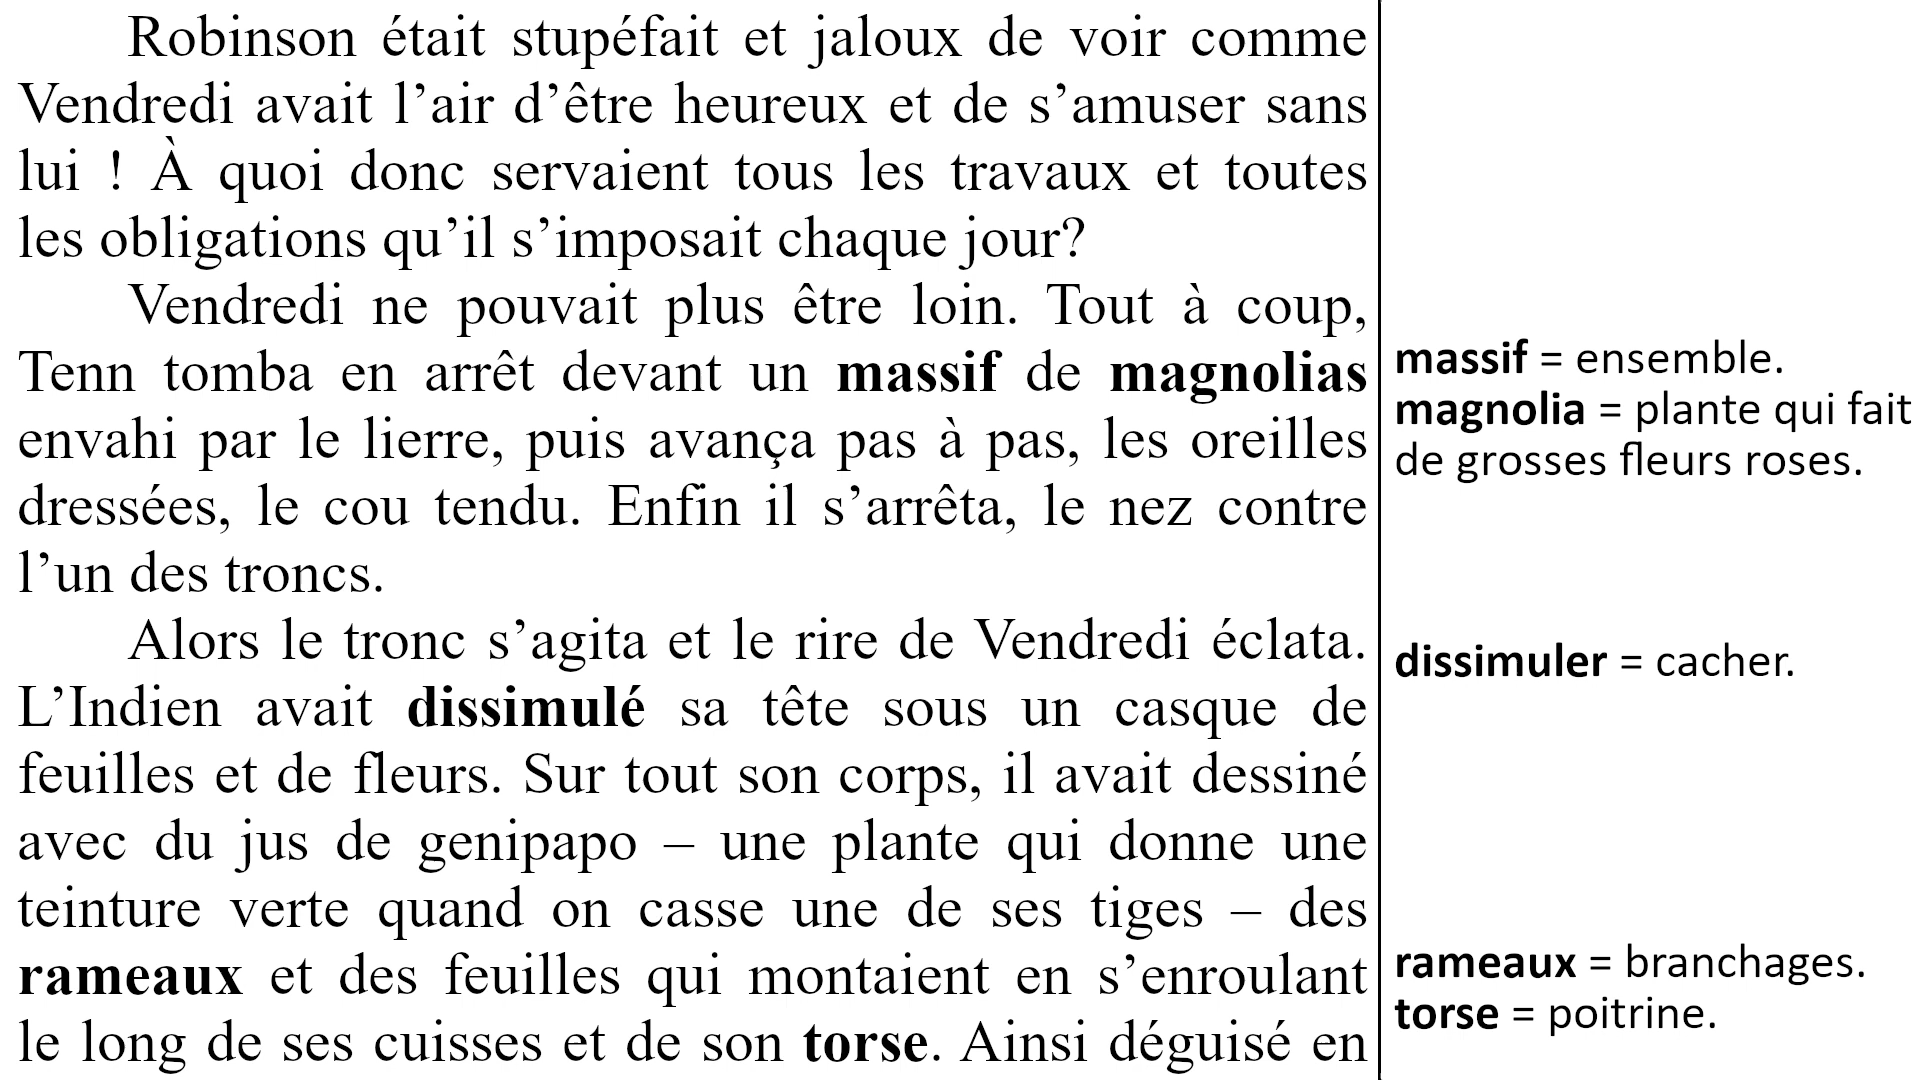 Robinson était stupéfait et jaloux de voir comme
Vendredi avait l’air d’être heureux et de s’amuser sans
lui ! À quoi donc servaient tous les travaux et toutes
les obligations qu’il s’imposait chaque jour?
Vendredi ne pouvait plus être loin. Tout à coup,
Tenn tomba en arrêt devant un massif de magnolias
envahi par le lierre, puis avança pas à pas, les oreilles
dressées, le cou tendu. Enfin il s’arrêta, le nez contre
l’un des troncs.
Alors le tronc s’agita et le rire de Vendredi éclata.
L’Indien avait dissimulé sa tête sous un casque de
feuilles et de fleurs. Sur tout son corps, il avait dessiné
avec du jus de genipapo – une plante qui donne une
teinture verte quand on casse une de ses tiges – des
rameaux et des feuilles qui montaient en s’enroulant
le long de ses cuisses et de son torse. Ainsi déguisé en
massif = ensemble.
magnolia = plante qui fait
de grosses fleurs roses.
dissimuler = cacher.
rameaux = branchages.
torse = poitrine.